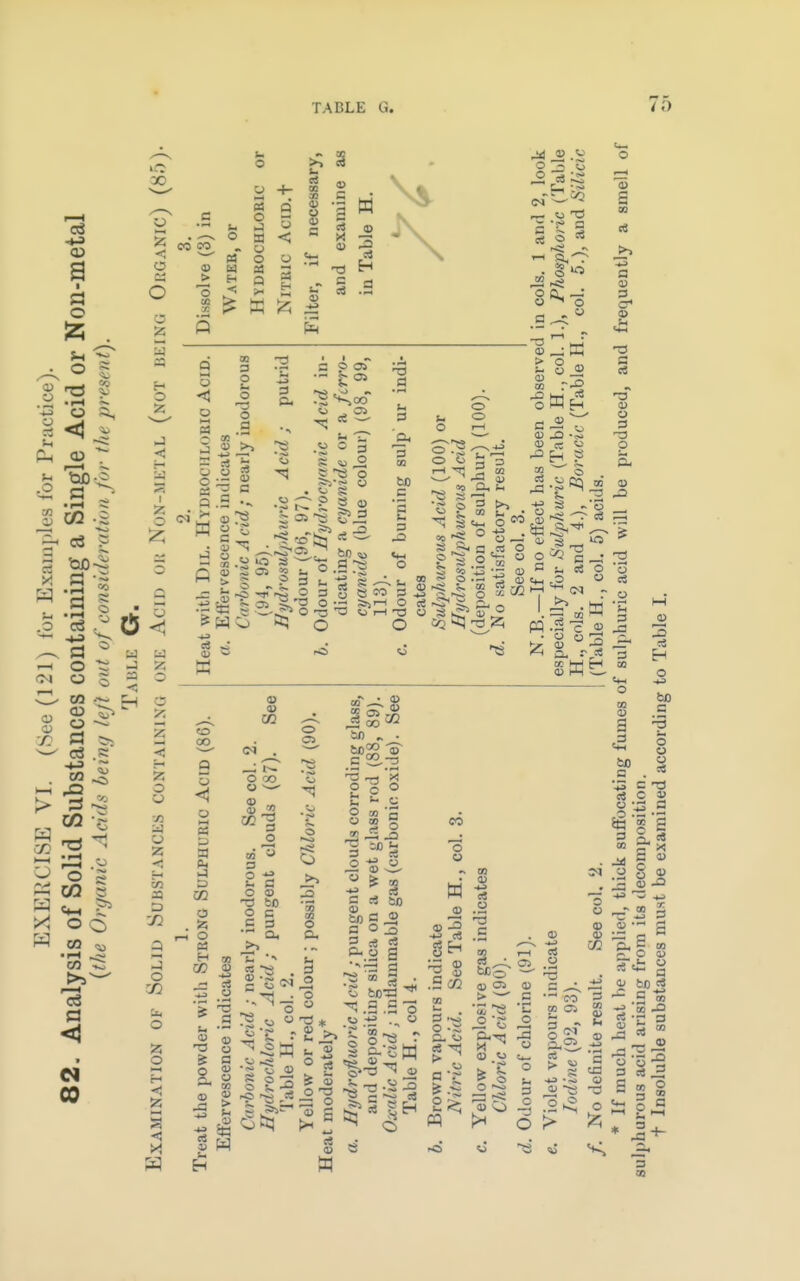 TABLE G. 75
EXERCISE VI. (See (121) for Examples for Practice).
82. Analysis of Solid Substances containing a Single Acid or Non-metal
(the Organic Acids being left out of consideration for the present).
TABLE G.
EXAMINATION OF SOLID SUBSTANCES CONTAINING ONE ACID OR NON-METAL (NOT BEING ORGANIC) (85).
1.
Treat the powder with STRONG SULPHURIC ACID (86).
Effervescence indicates
Carbonic Acid; nearly inodorous. See col. 2.
Hydrochloric Acid; pungent clouds (87). See
Table H., col. 2.
Yellow or red colour; possibly Chloric Acid (90).
Heat moderately*
a. Hydrofluoric Acid; pungent clouds corroding glass,
and depositing silica on a wet glass rod (88, 89).
Oxalic Acid; inflammable gas (carbonic oxide). See
Table H., col 4.
b. Brown vapours indicate
Nitric Acid. See Table H., col. 3.
c. Yellow explosive gas indicates
Chloric Acid (90).
d. Odour of chlorine (91).
e. Violet vapours indicate
Iodine (92, 93).
f. No definite result. See col. 2.
2.
Heat with DIL. HYDROCHLORIC ACID.
a. Effervescence indicates
Carbonic Acid; nearly inodorous
(94, 95).
Hydrosulphuric Acid; putrid
odour (96, 97).
b. Odour of Hydrocyanic Acid in-
dicating a cyanide or a ferro-
cyanide (blue colour) (98, 99,
113).
c. Odour of burning sulphur indi-
cates
Sulphurous Acid (100) or
Hydrosulphurous Acid
(deposition of sulphur) (100).
d. No satisfactory result.
See col. 3.
3.
Dissolve (s) in
WATER, or
HYDROCHLORIC or
NITRIC ACID.†
Filter, if necessary,
and examine as
in Table H.
N.B.—If no effect has been observed in cols. 1 and 2, look
especially for Sulphuric (Table H., col. 1.), Phosphoric (Table
H., cols. 2 and 4.), Boracic (Table H., col. 5.), and Silicic
(Table H., col. 5) acids.
* If much heat be applied, thick suffocating fumes of sulphuric acid will be produced, and frequently a smell of
sulphurous acid arising from its decomposition.
† Insoluble substances must be examined according to Table I.